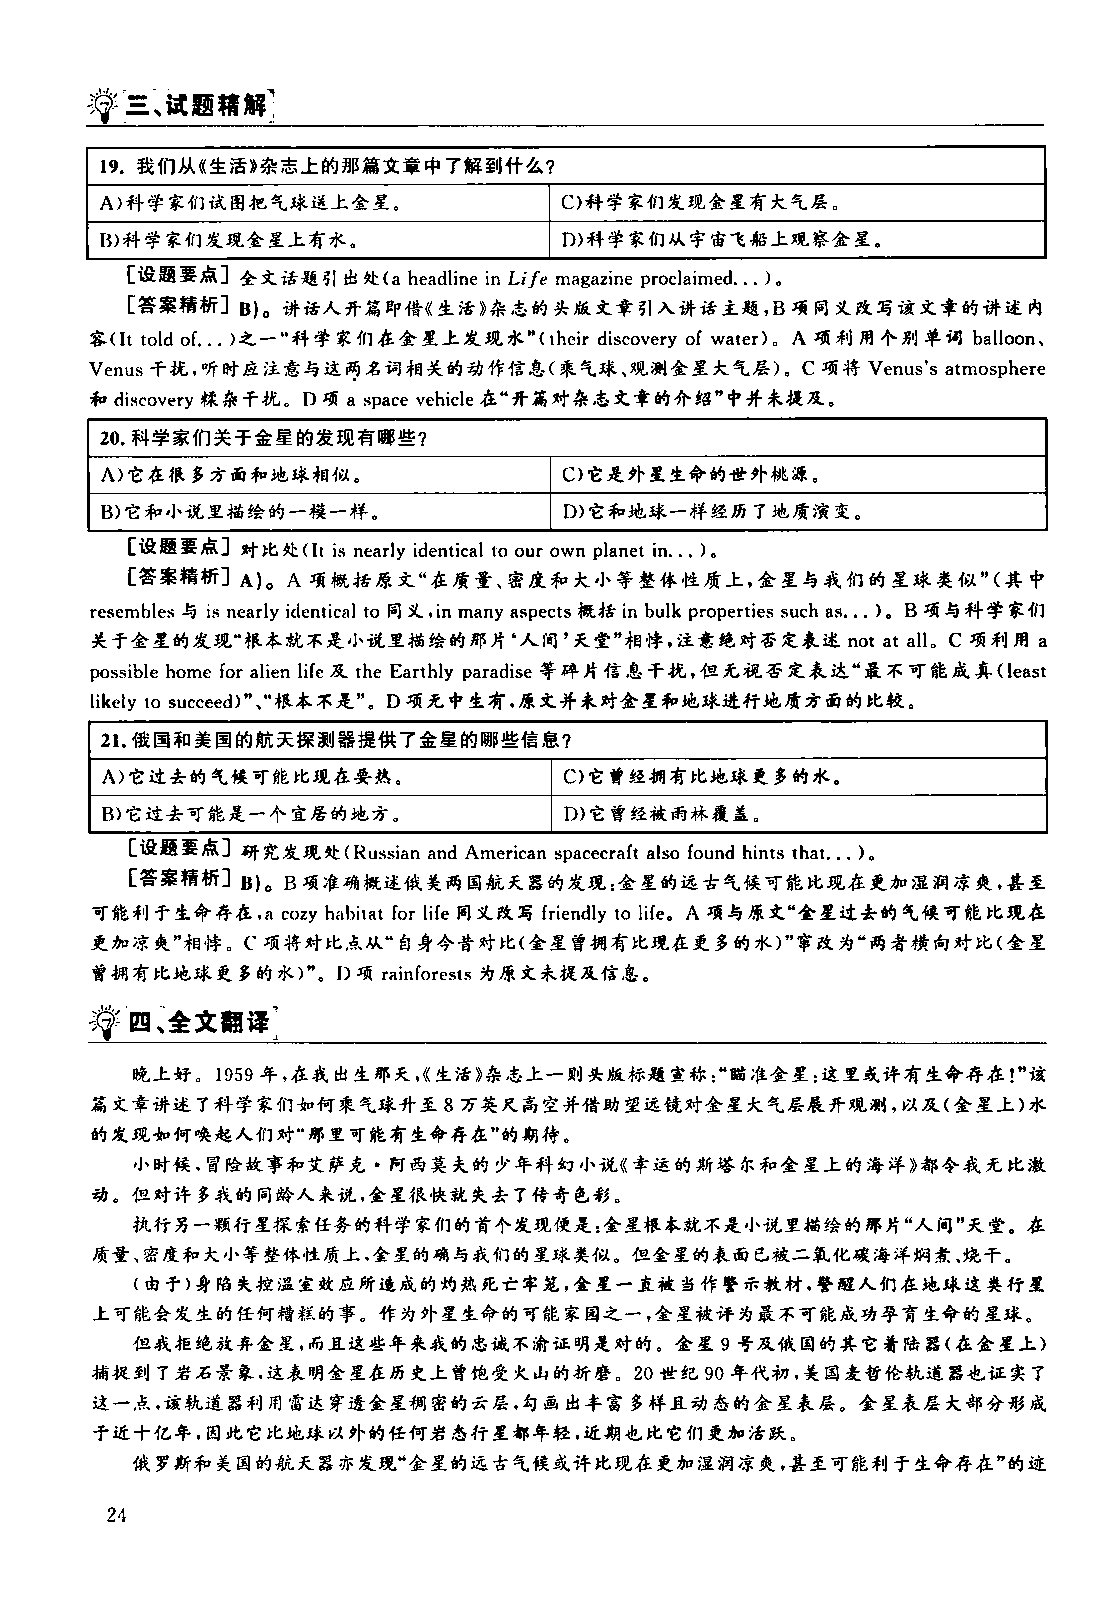 三、试题精解
19. 我们从《生活》杂志上的那篇文章中了解到什么?
A)科学家们试图把气球送上金星。
C)科学家们发现金星有大气层。
B)科学家们发现金星上有水。
D)科学家们从宇宙飞船上观察金星。
[设题要点] 全文话题引出处(a headline in Life magazine proclaimed...)。
[答案精析] B)。讲话人开篇即借《生活》杂志的头版文章引入讲话主题,B项同义改写该文章的讲述内
容(It told of...)之一“科学家们在金星上发现水”(their discovery of water)。A 项利用个别单词 balloon、
Venus 干扰,听时应注意与这两名词相关的动作信息(乘气球、观测金星大气层)。C 项将 Venus's atmosphere
和 discovery 糅杂干扰。D 项 a space vehicle 在“开篇对杂志文章的介绍”中并未提及。
20. 科学家们关于金星的发现有哪些?
A)它在很多方面和地球相似。
C)它是外星生命的世外桃源。
B)它和小说里描绘的一模一样。
D)它和地球一样经历了地质演变。
[设题要点] 对比处(It is nearly identical to our own planet in...)。
[答案精析] A)。A 项概括原文“在质量、密度和大小等整体性质上,金星与我们的星球类似”(其中
resembles 与 is nearly identical to 同义,in many aspects 概括 in bulk properties such as...)。B 项与科学家们
关于金星的发现“根本就不是小说里描绘的那片‘人间’天堂”相悖,注意绝对否定表述 not at all。C 项利用 a
possible home for alien life 及 the Earthly paradise 等碎片信息干扰,但无视否定表达“最不可能成真(least
likely to succeed)”、“根本不是”。D 项无中生有,原文并未对金星和地球进行地质方面的比较。
21. 俄国和美国的航天探测器提供了金星的哪些信息?
A)它过去的气候可能比现在要热。
C)它曾经拥有比地球更多的水。
B)它过去可能是一个宜居的地方。
D)它曾经被雨林覆盖。
[设题要点] 研究发现处(Russian and American spacecraft also found hints that...)。
[答案精析] B)。B 项准确概述俄美两国航天器的发现:金星的远古气候可能比现在更加湿润凉爽,甚至
可能利于生命存在,a cozy habitat for life 同义改写 friendly to life。A 项与原文“金星过去的气候可能比现在
更加凉爽”相悖。C 项将对比点从“自身今昔对比(金星曾拥有比现在更多的水)”窜改为“两者横向对比(金星
曾拥有比地球更多的水)”。D 项 rainforests 为原文未提及信息。
四、全文翻译
晚上好。1959 年,在我出生那天,《生活》杂志上一则头版标题宣称:“瞄准金星:这里或许有生命存在!”该
篇文章讲述了科学家们如何乘气球升至 8 万英尺高空并借助望远镜对金星大气层展开观测,以及(金星上)水
的发现如何唤起人们对“那里可能有生命存在”的期待。
小时候,冒险故事和艾萨克·阿西莫夫的少年科幻小说《幸运的斯塔尔和金星上的海洋》都令我无比激
动。但对许多我的同龄人来说,金星很快就失去了传奇色彩。
执行另一颗行星探索任务的科学家们的首个发现便是:金星根本就不是小说里描绘的那片“人间”天堂。在
质量、密度和大小等整体性质上,金星的确与我们的星球类似。但金星的表面已被二氧化碳海洋焖煮、烧干。
(由于)身陷失控温室效应所造成的灼热死亡牢笼,金星一直被当作警示教材,警醒人们在地球这类行星
上可能会发生的任何糟糕的事。作为外星生命的可能家园之一,金星被评为最不可能成功孕育生命的星球。
但我拒绝放弃金星,而且这些年来我的忠诚不渝证明是对的。金星 9 号及俄国的其它着陆器(在金星上)
捕捉到了岩石景象,这表明金星在历史上曾饱受火山的折磨。20 世纪 90 年代初,美国麦哲伦轨道器也证实了
这一点,该轨道器利用雷达穿透金星稠密的云层,勾画出丰富多样且动态的金星表层。金星表层大部分形成
于近十亿年,因此它比地球以外的任何岩态行星都年轻,近期也比它们更加活跃。
俄罗斯和美国的航天器亦发现“金星的远古气候或许比现在更加湿润凉爽,甚至可能利于生命存在”的迹
24